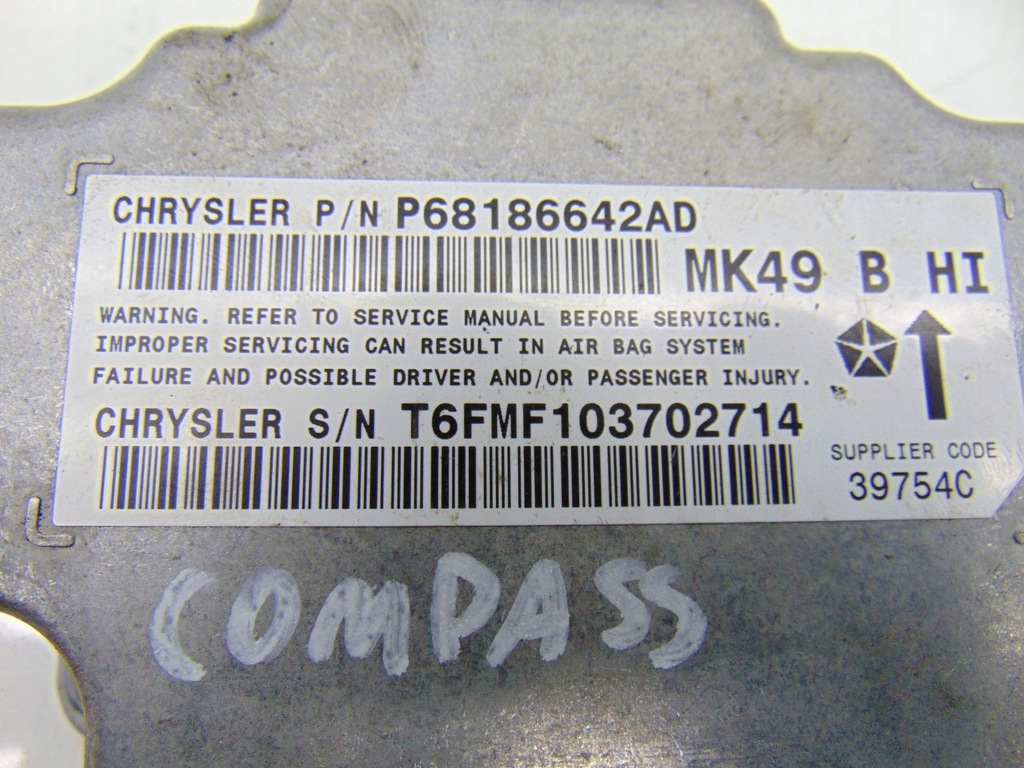 CHRYSLER P/N P68186642AD
MK49 B HI
WARNING. REFER TO SERVICE MANUAL BEFORE SERVICING.
IMPROPER SERVICING CAN RESULT IN AIR BAG SYSTEM
FAILURE AND POSSIBLE DRIVER AND/OR PASSENGER INJURY.
CHRYSLER S/N T6FMF103702714
SUPPLIER CODE
39754C
COMPASS